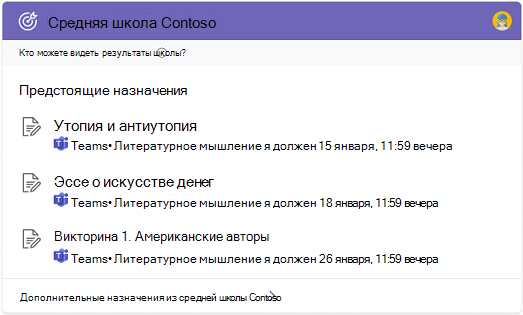 Средняя школа Contoso
Кто можете видеть результаты школы?
Предстоящие назначения
Утопия и антиутопия
Teams• Литературное мышление я должен 15 января, 11:59 вечера
Эссе о искусстве денег
Teams• Литературное мышление я должен 18 января, 11:59 вечера
Викторина 1. Американские авторы
Teams• Литературное мышление я должен 26 января, 11:59 вечера
Дополнительные назначения из средней школы Contoso